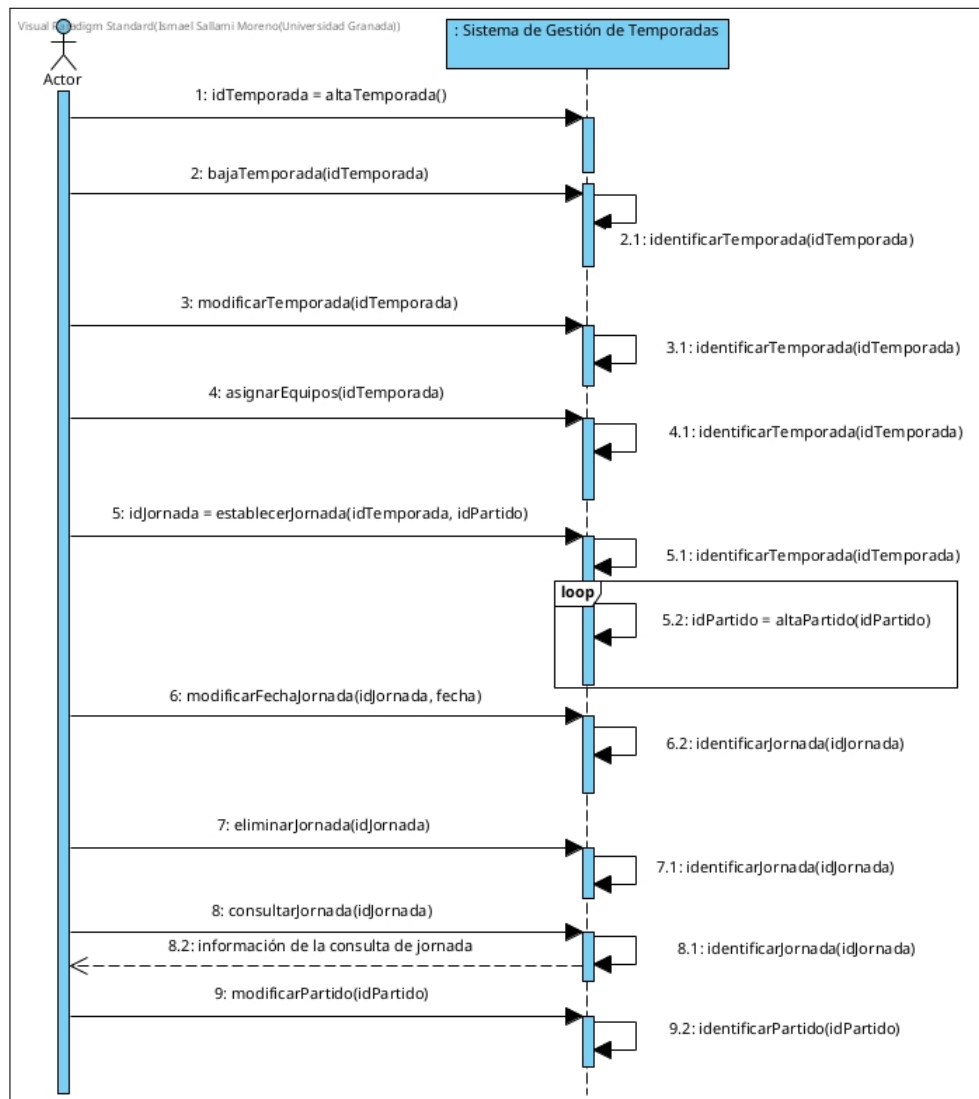 Visual Paradigm Standard(Ismael Sallami Moreno(Universidad Granada))
: Sistema de Gestión de Temporadas
Actor
1: idTemporada = altaTemporada()
2: bajaTemporada(idTemporada)
2.1: identificarTemporada(idTemporada)
3: modificarTemporada(idTemporada)
3.1: identificarTemporada(idTemporada)
4: asignarEquipos(idTemporada)
4.1: identificarTemporada(idTemporada)
5: idJornada = establecerJornada(idTemporada, idPartido)
5.1: identificarTemporada(idTemporada)
loop
5.2: idPartido = altaPartido(idPartido)
6: modificarFechaJornada(idJornada, fecha)
6.2: identificarJornada(idJornada)
7: eliminarJornada(idJornada)
7.1: identificarJornada(idJornada)
8: consultarJornada(idJornada)
8.2: información de la consulta de jornada
8.1: identificarJornada(idJornada)
9: modificarPartido(idPartido)
9.2: identificarPartido(idPartido)